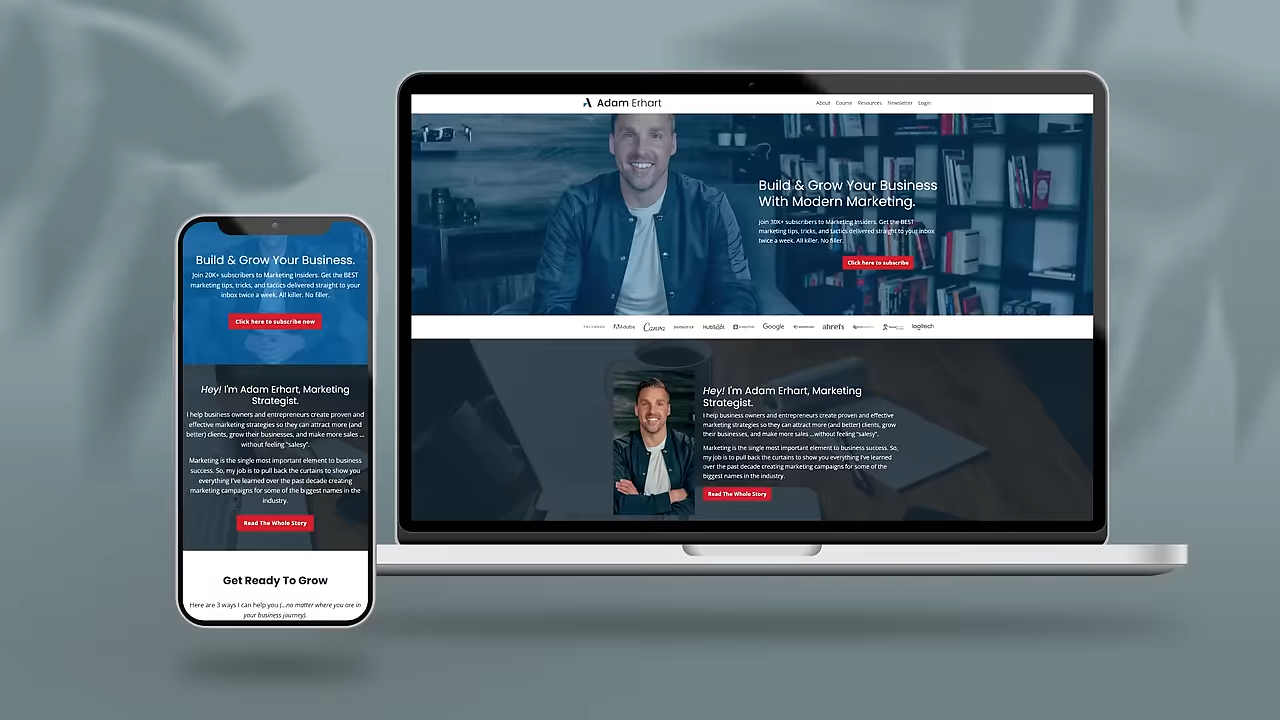 Adam Erhart
About Course Resources Newsletter Login
Build & Grow Your Business
With Modern Marketing.
Join 30K+ subscribers to Marketing Insiders. Get the BEST
marketing tips, tricks, and tactics delivered straight to your inbox
twice a week. All killer. No filler.
Click here to subscribe
FACEBOOK Adobe Canva shutterstock HubSpot snapchat Google ahrefs logitech
Hey! I'm Adam Erhart, Marketing
Strategist.
I help business owners and entrepreneurs create proven and effective
marketing strategies so they can attract more (and better) clients, grow
their businesses, and make more sales ...without feeling "salesy".
Marketing is the single most important element to business success. So,
my job is to pull back the curtains to show you everything I've learned
over the past decade creating marketing campaigns for some of the
biggest names in the industry.
Read The Whole Story
Build & Grow Your Business.
Join 20K+ subscribers to Marketing Insiders. Get the BEST
marketing tips, tricks, and tactics delivered straight to your
inbox twice a week. All killer. No filler.
Click here to subscribe now
Hey! I'm Adam Erhart, Marketing
Strategist.
I help business owners and entrepreneurs create proven and
effective marketing strategies so they can attract more (and
better) clients, grow their businesses, and make more sales ...
without feeling "salesy".
Marketing is the single most important element to business
success. So, my job is to pull back the curtains to show you
everything I've learned over the past decade creating
marketing campaigns for some of the biggest names in the
industry.
Read The Whole Story
Get Ready To Grow
Here are 3 ways I can help you (...no matter where you are in
your business journey).